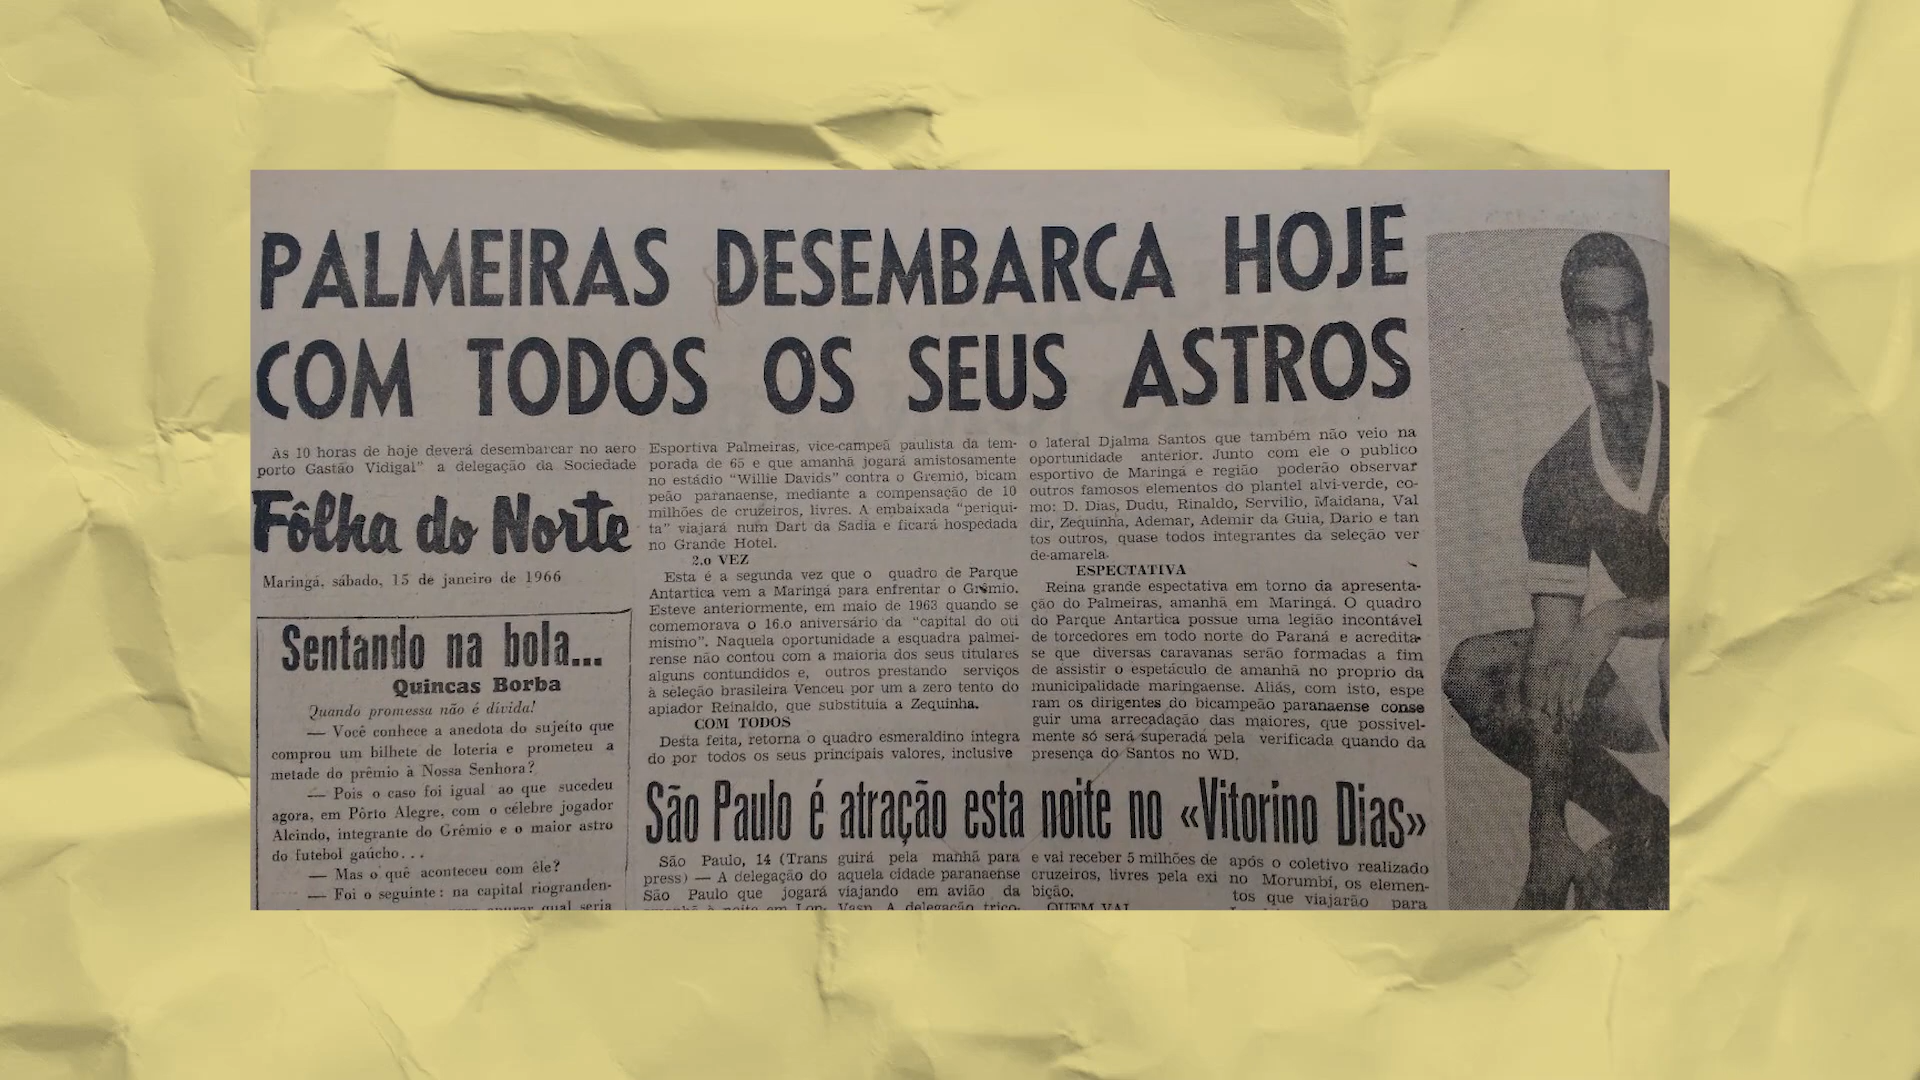 PALMEIRAS DESEMBARCA HOJE
COM TODOS OS SEUS ASTROS
As 10 horas de hoje deverá desembarcar no aero
porto Gastão Vidigal" a delegação da Sociedade
Fôlha do Norte
Maringá, sábado, 15 de janeiro de 1966
Sentando na bola...
Quincas Borba
Quando promessa não é dívida!
— Você conhece a anedota do sujeito que
comprou um bilhete de loteria e prometeu a
metade do prêmio à Nossa Senhora?
— Pois o caso foi igual ao que sucedeu
agora, em Pôrto Alegre, com o célebre jogador
Alcindo, integrante do Grêmio e o maior astro
do futebol gaúcho...
— Mas o quê aconteceu com êle?
— Foi o seguinte: na capital riogranden-
qual seria
Esportiva Palmeiras, vice-campeã paulista da tem-
porada de 65 e que amanhã jogará amistosamente
no estádio "Willie Davids" contra o Gremio, bicam
peão paranaense, mediante a compensação de 10
milhões de cruzeiros, livres. A embaixada "periqui-
ta" viajará num Dart da Sadia e ficará hospedada
no Grande Hotel.
2.o VEZ
Esta é a segunda vez que o quadro de Parque
Antartica vem a Maringá para enfrentar o Grêmio.
Esteve anteriormente, em maio de 1963 quando se
comemorava o 16.o aniversário da "capital do oti
mismo". Naquela oportunidade a esquadra palmei-
rense não contou com a maioria dos seus titulares
alguns contundidos e, outros prestando serviços
à seleção brasileira Venceu por um a zero tento do
apiador Reinaldo, que substituia a Zequinha.
COM TODOS
Desta feita, retorna o quadro esmeraldino integra
do por todos os seus principais valores, inclusive
o lateral Djalma Santos que também não veio na
oportunidade anterior. Junto com ele o publico
esportivo de Maringá e região poderão observar
outros famosos elementos do plantel alvi-verde, co-
mo: D. Dias, Dudu, Rinaldo, Servilio, Maidana, Val
dir, Zequinha, Ademar, Ademir da Guia, Dario e tan
tos outros, quase todos integrantes da seleção ver
de-amarela.
ESPECTATIVA
Reina grande espectativa em torno da apresenta-
ção do Palmeiras, amanhã em Maringá. O quadro
do Parque Antartica possue uma legião incontável
de torcedores em todo norte do Paraná e acredita-
se que diversas caravanas serão formadas a fim
de assistir o espetáculo de amanhã no proprio da
municipalidade maringaense. Aliás, com isto, espe
ram os dirigentes do bicampeão paranaense conse
guir uma arrecadação das maiores, que possivel-
mente só será superada pela verificada quando da
presença do Santos no WD.
São Paulo é atração esta noite no «Vitorino Dias»
São Paulo, 14 (Trans
press) — A delegação do
São Paulo que jogará
amanhã à noite em Lon-
guirá pela manhã para
aquela cidade paranaense
viajando em avião da
Vasp. A delegação trico-
e vai receber 5 milhões de
cruzeiros, livres pela exi
bição.
QUEM VAI
após o coletivo realizado
no Morumbi, os elemen-
tos que viajarão para